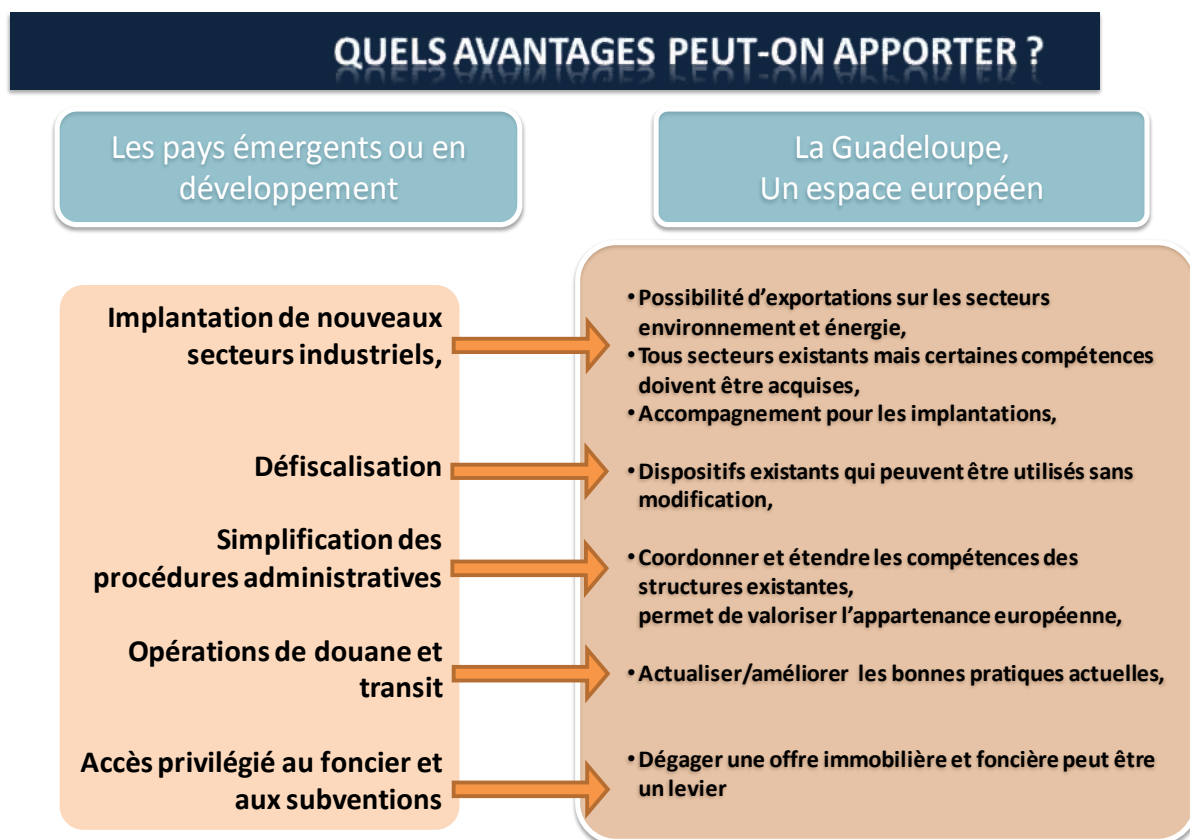 QUELS AVANTAGES PEUT-ON APPORTER ?
Les pays émergents ou en
développement
La Guadeloupe,
Un espace européen
Implantation de nouveaux
secteurs industriels,
• Possibilité d'exportations sur les secteurs
environnement et énergie,
• Tous secteurs existants mais certaines compétences
doivent être acquises,
• Accompagnement pour les implantations,
Défiscalisation
• Dispositifs existants qui peuvent être utilisés sans
modification,
Simplification des
procédures administratives
• Coordonner et étendre les compétences des
structures existantes,
permet de valoriser l'appartenance européenne,
Opérations de douane et
transit
• Actualiser/améliorer les bonnes pratiques actuelles,
Accès privilégié au foncier et
aux subventions
• Dégager une offre immobilière et foncière peut être
un levier